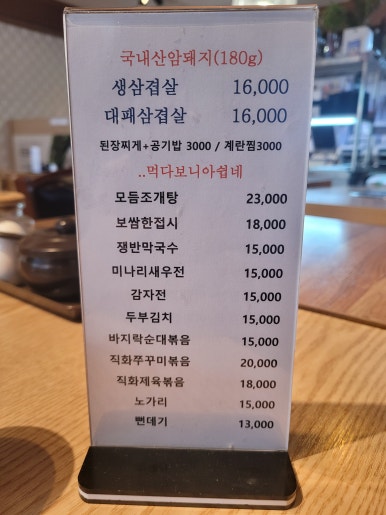 국내산암돼지(180g)
생삼겹살 16,000
대패삼겹살 16,000
된장찌게+공기밥 3000 / 계란찜3000
..먹다보니아쉽네
모듬조개탕 23,000
보쌈한접시 18,000
쟁반막국수 15,000
미나리새우전 15,000
감자전 15,000
두부김치 15,000
바지락순대볶음 15,000
직화쭈꾸미볶음 20,000
직화제육볶음 18,000
노가리 15,000
뻔데기 13,000